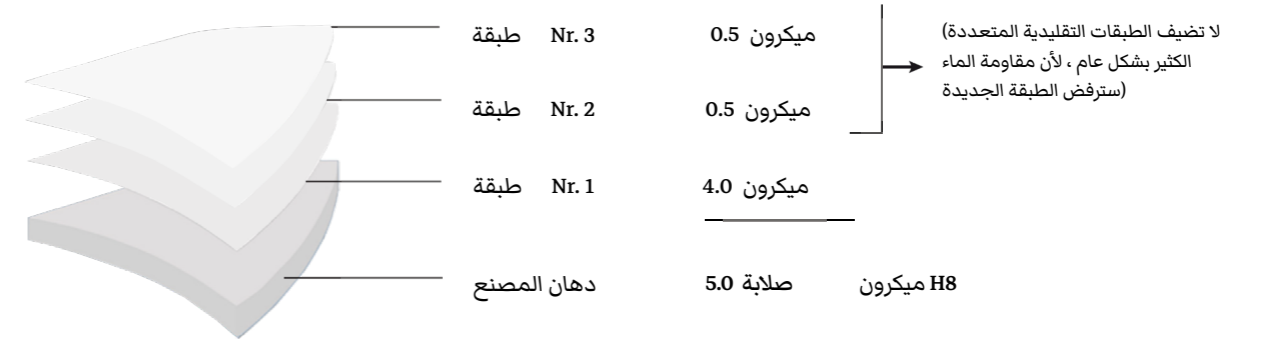 طبقة Nr. 3 0.5 ميكرون
طبقة Nr. 2 0.5 ميكرون
طبقة Nr. 1 4.0 ميكرون
دهان المصنع 5.0 صلابة H8 ميكرون
لا تضيف الطبقات التقليدية المتعددة)
الكثير بشكل عام ، لأن مقاومة الماء
(سترفض الطبقة الجديدة